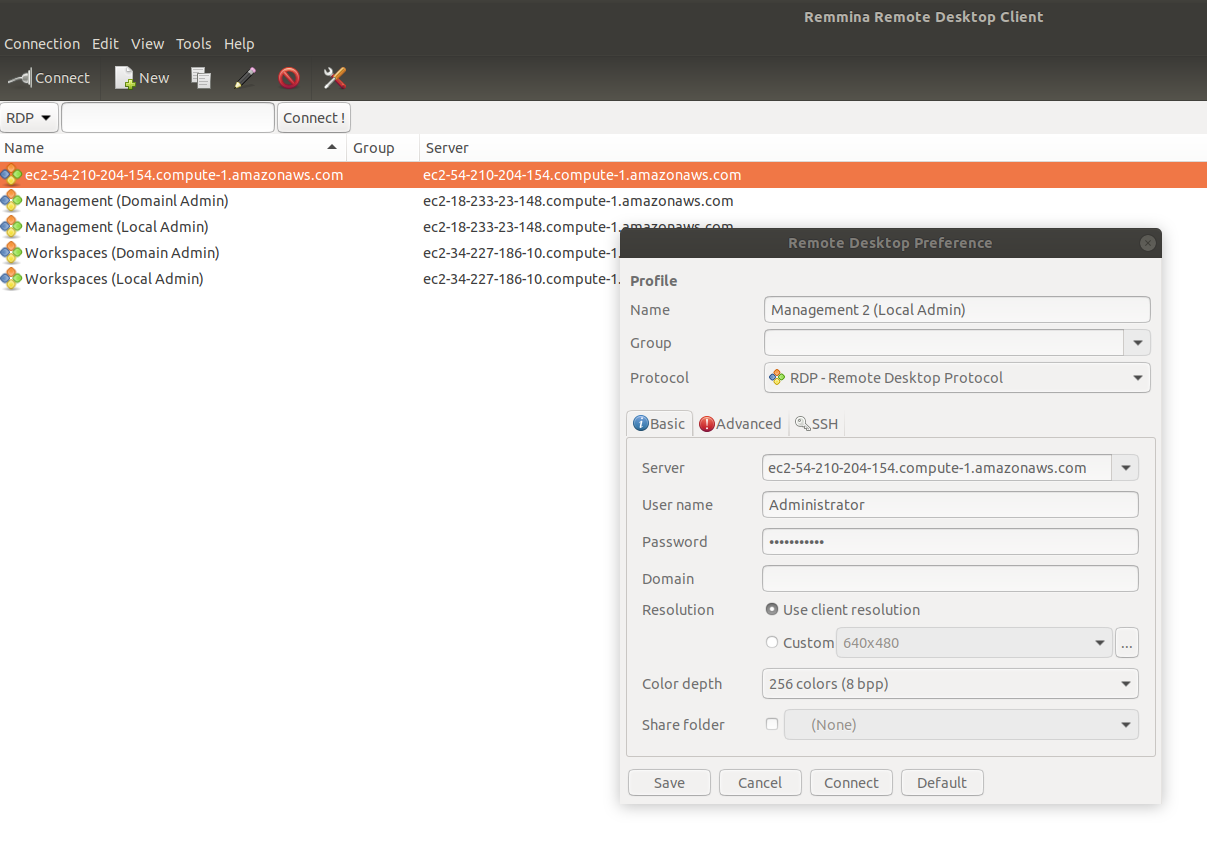 Remmina Remote Desktop Client
Connection Edit View Tools Help
Connect New
RDP Connect !
Name Group Server
ec2-54-210-204-154.compute-1.amazonaws.com ec2-54-210-204-154.compute-1.amazonaws.com
Management (Domainl Admin) ec2-18-233-23-148.compute-1.amazonaws.com
Management (Local Admin) ec2-18-233-23-148.compute-1.amazonaws.com
Workspaces (Domain Admin) ec2-34-227-186-10.compute-1.
Workspaces (Local Admin) ec2-34-227-186-10.compute-1.
Remote Desktop Preference
Profile
Name Management 2 (Local Admin)
Group
Protocol RDP - Remote Desktop Protocol
Basic Advanced SSH
Server ec2-54-210-204-154.compute-1.amazonaws.com
User name Administrator
Password •••••••••••
Domain
Resolution Use client resolution
Custom 640x480 ...
Color depth 256 colors (8 bpp)
Share folder (None)
Save Cancel Connect Default